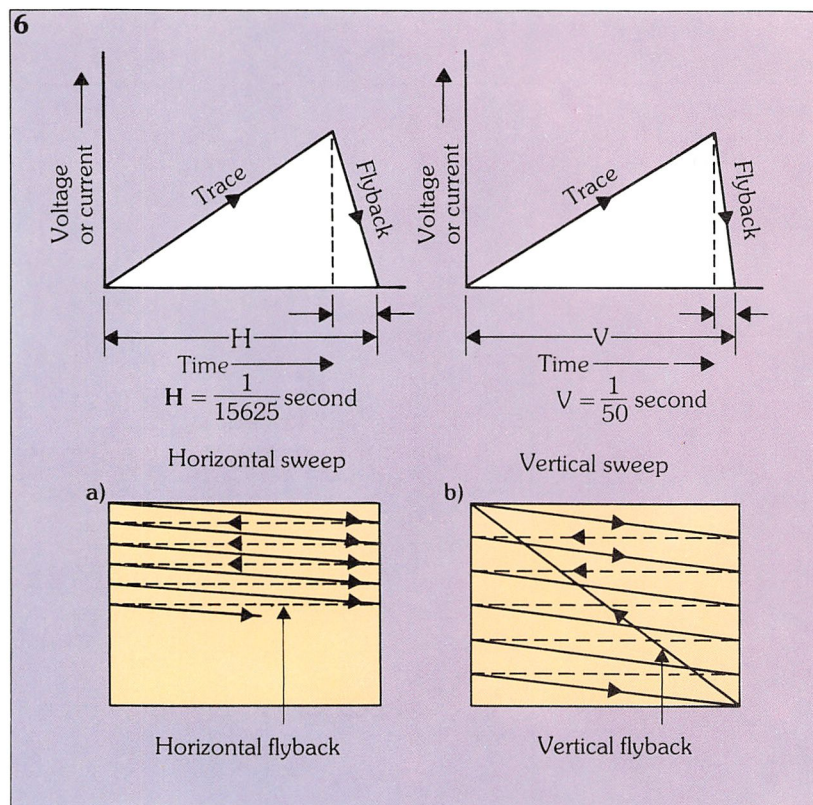 6
Voltage
or current
Trace
Flyback
H
Time
H = 1/15625 second
Horizontal sweep
Voltage
or current
Trace
Flyback
V
Time
V = 1/50 second
Vertical sweep
a)
Horizontal flyback
b)
Vertical flyback